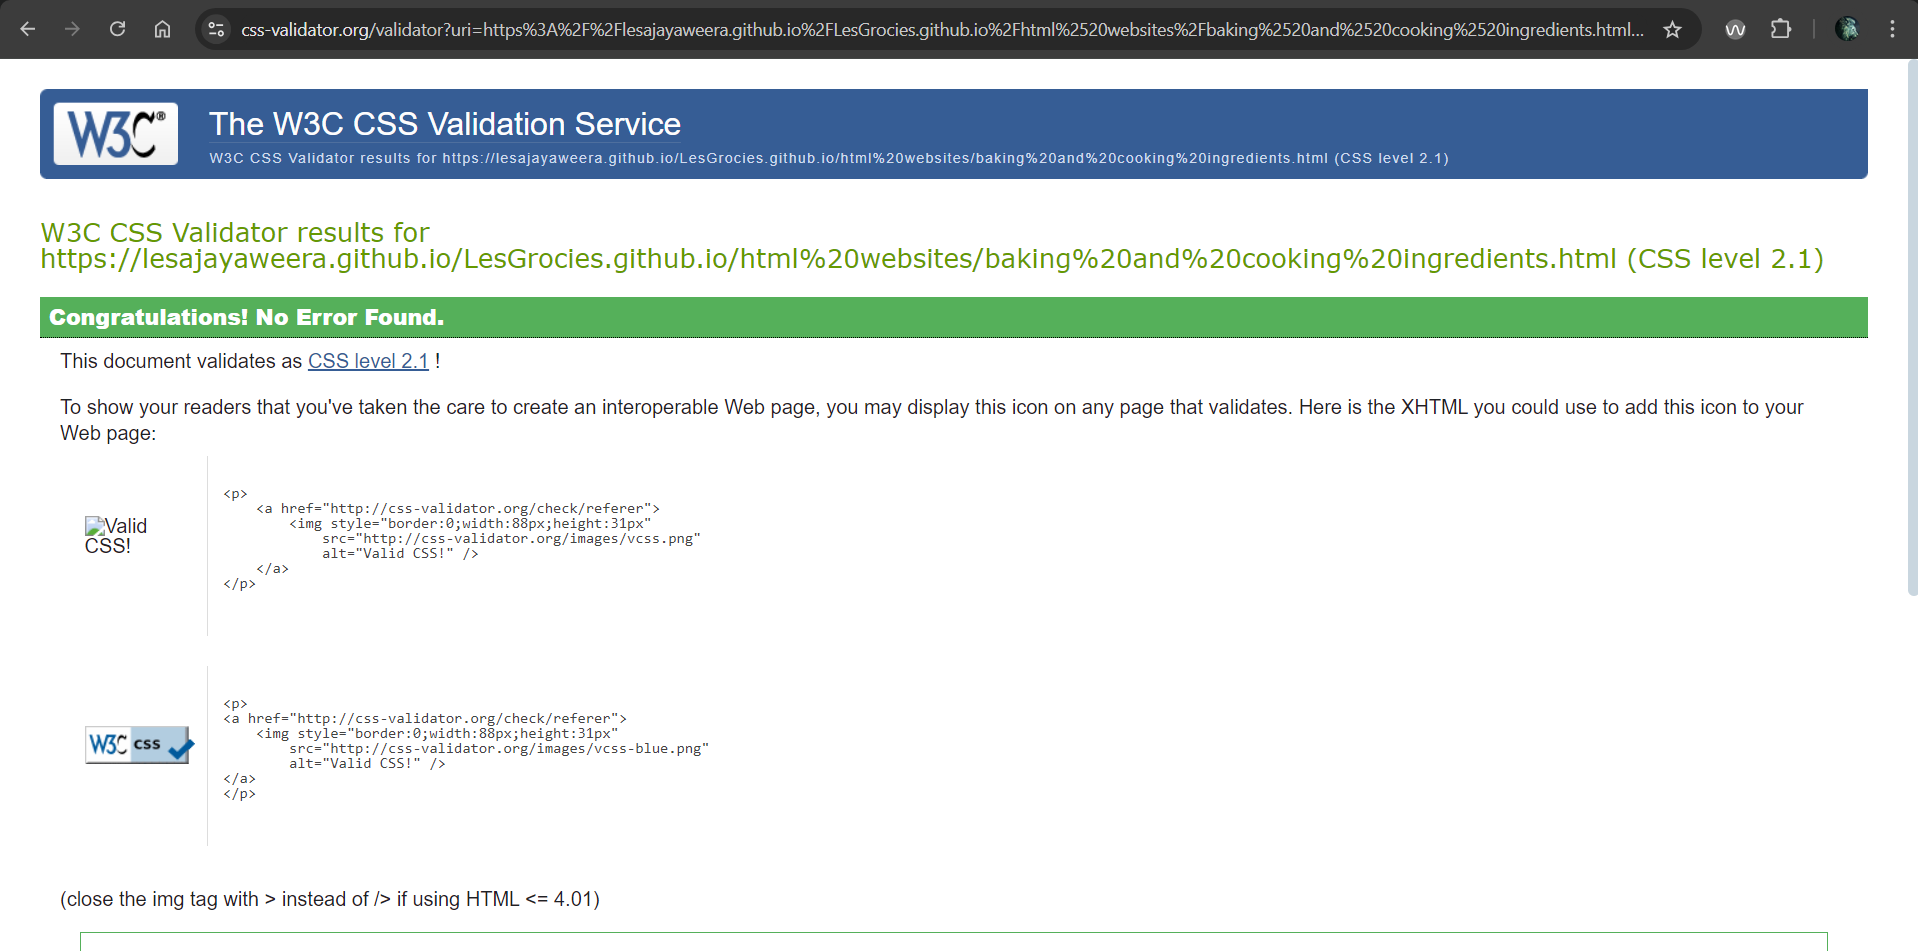 css-validator.org/validator?uri=https%3A%2F%2Flesajayaweera.github.io%2FLesGrocies.github.io%2Fhtml%2520websites%2Fbaking%2520and%2520cooking%2520ingredients.html...
W3C®
The W3C CSS Validation Service
W3C CSS Validator results for https://lesajayaweera.github.io/LesGrocies.github.io/html%20websites/baking%20and%20cooking%20ingredients.html (CSS level 2.1)
W3C CSS Validator results for
https://lesajayaweera.github.io/LesGrocies.github.io/html%20websites/baking%20and%20cooking%20ingredients.html (CSS level 2.1)
Congratulations! No Error Found.
This document validates as CSS level 2.1 !
To show your readers that you've taken the care to create an interoperable Web page, you may display this icon on any page that validates. Here is the XHTML you could use to add this icon to your
Web page:
Valid
CSS!
<p>
    <a href="http://css-validator.org/check/referer">
        <img style="border:0;width:88px;height:31px"
            src="http://css-validator.org/images/vcss.png"
            alt="Valid CSS!" />
    </a>
</p>
W3C css
<p>
<a href="http://css-validator.org/check/referer">
    <img style="border:0;width:88px;height:31px"
        src="http://css-validator.org/images/vcss-blue.png"
        alt="Valid CSS!" />
</a>
</p>
(close the img tag with > instead of /> if using HTML <= 4.01)